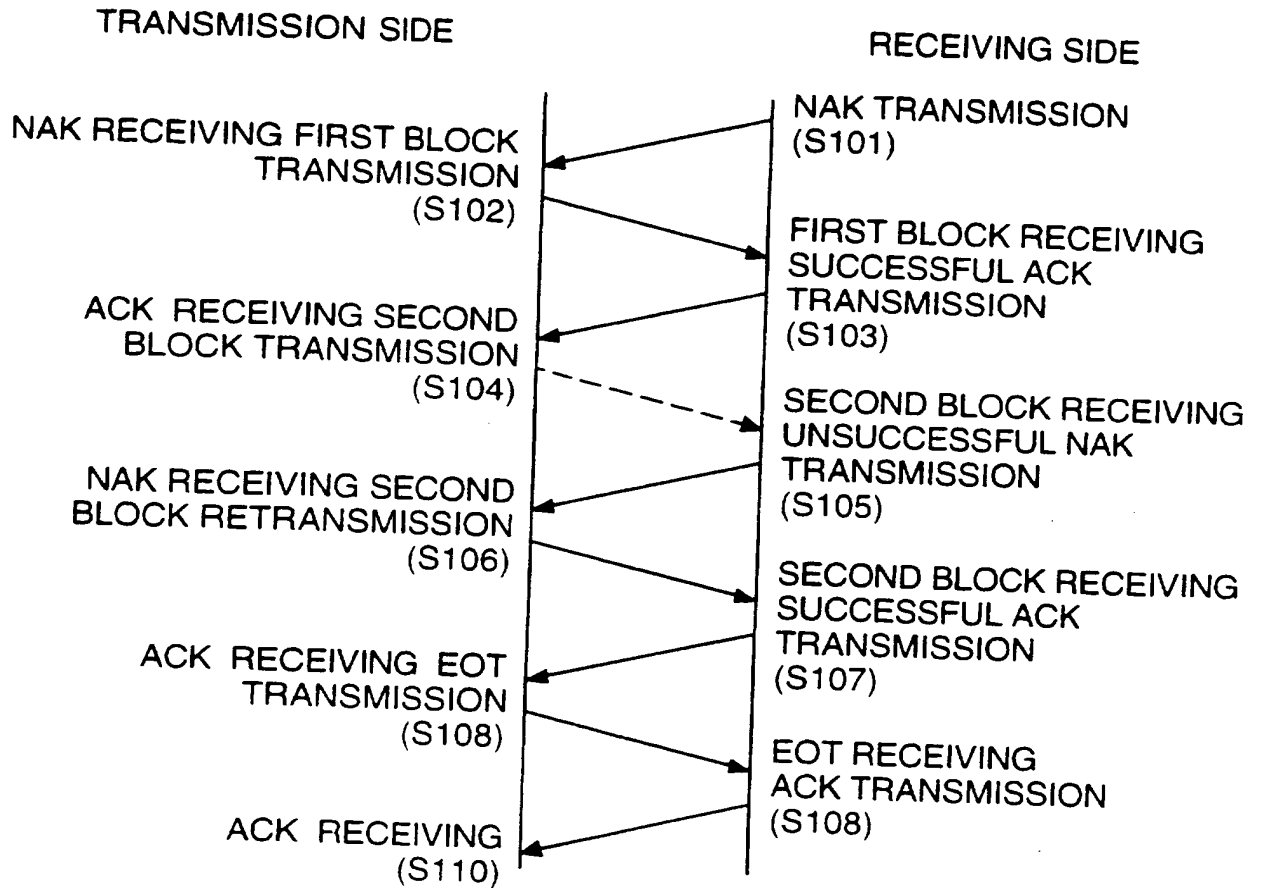 TRANSMISSION SIDE
RECEIVING SIDE
NAK TRANSMISSION
(S101)
NAK RECEIVING FIRST BLOCK
TRANSMISSION
(S102)
FIRST BLOCK RECEIVING
SUCCESSFUL ACK
TRANSMISSION
(S103)
ACK RECEIVING SECOND
BLOCK TRANSMISSION
(S104)
SECOND BLOCK RECEIVING
UNSUCCESSFUL NAK
TRANSMISSION
(S105)
NAK RECEIVING SECOND
BLOCK RETRANSMISSION
(S106)
SECOND BLOCK RECEIVING
SUCCESSFUL ACK
TRANSMISSION
(S107)
ACK RECEIVING EOT
TRANSMISSION
(S108)
EOT RECEIVING
ACK TRANSMISSION
(S108)
ACK RECEIVING
(S110)